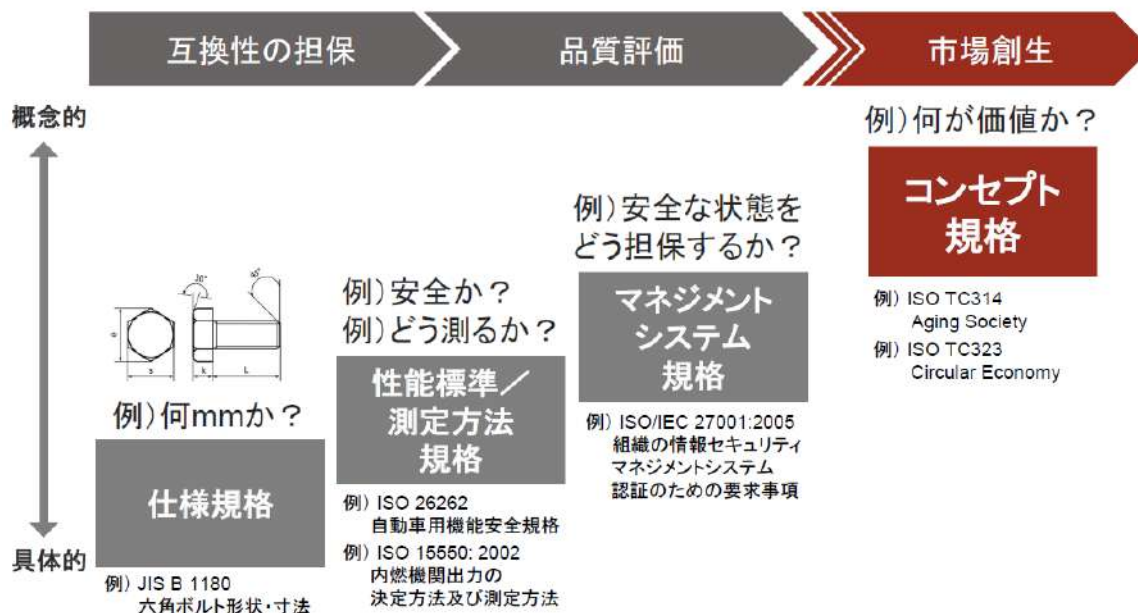 互換性の担保
品質評価
市場創生
概念的
具体的
例）何mmか？
仕様規格
例）JIS B 1180
六角ボルト形状・寸法
例）安全か？
例）どう測るか？
性能標準／
測定方法
規格
例）ISO 26262
自動車用機能安全規格
例）ISO 15550: 2002
内燃機関出力の
決定方法及び測定方法
例）安全な状態を
どう担保するか？
マネジメント
システム
規格
例）ISO/IEC 27001:2005
組織の情報セキュリティ
マネジメントシステム
認証のための要求事項
例）何が価値か？
コンセプト
規格
例）ISO TC314
Aging Society
例）ISO TC323
Circular Economy
30°
s
k
L